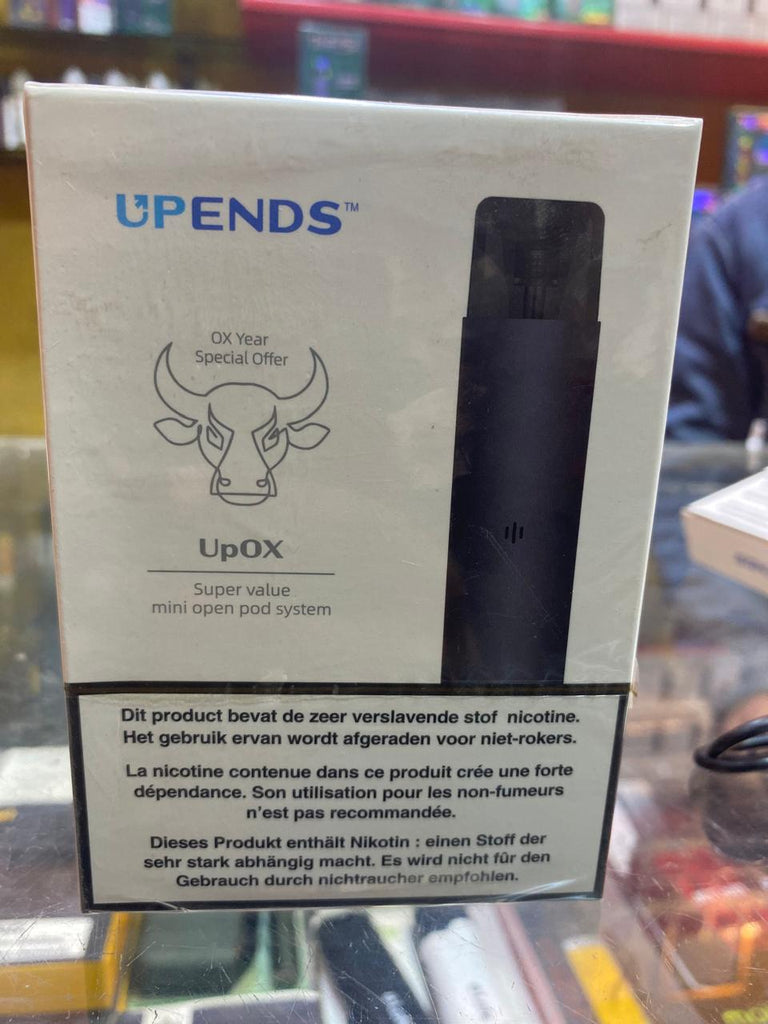 UPENDS™
OX Year
Special Offer
UpOX
Super value
mini open pod system
Dit product bevat de zeer verslavende stof nicotine.
Het gebruik ervan wordt afgeraden voor niet-rokers.
La nicotine contenue dans ce produit crée une forte
dépendance. Son utilisation pour les non-fumeurs
n'est pas recommandée.
Dieses Produkt enthält Nikotin : einen Stoff der
sehr stark abhängig macht. Es wird nicht für den
Gebrauch durch nichtraucher empfohlen.